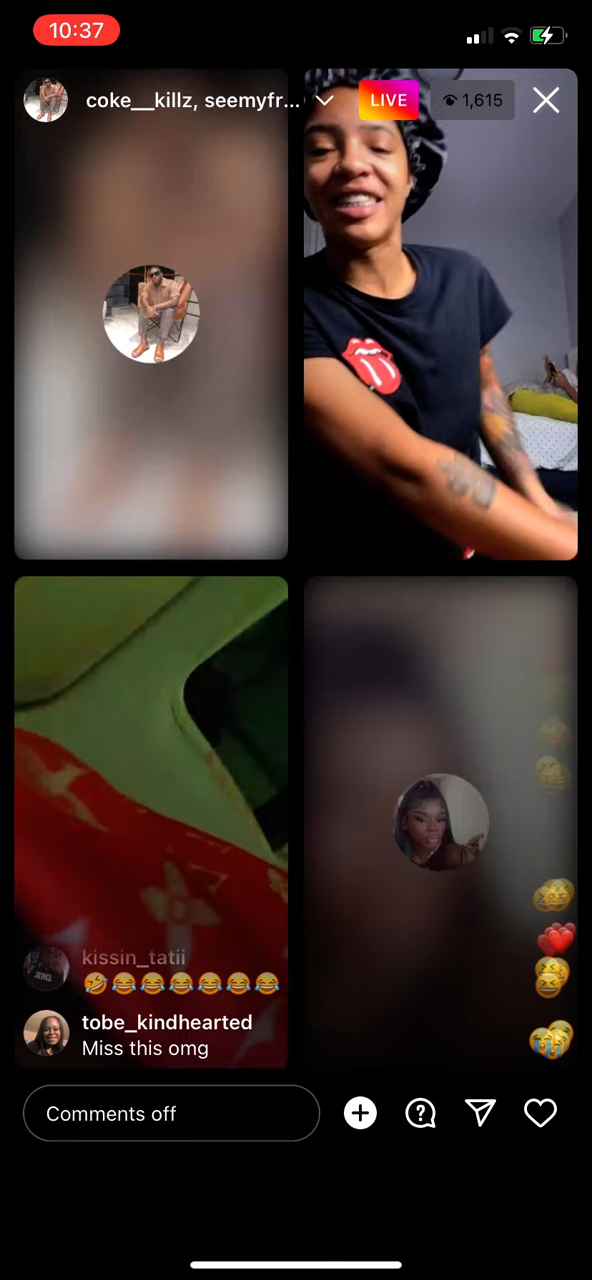 10:37
coke__killz, seemyfr...
LIVE
1,615
kissin_tatii
🤣😂😂😂😂😂😂
tobe_kindhearted
Miss this omg
Comments off